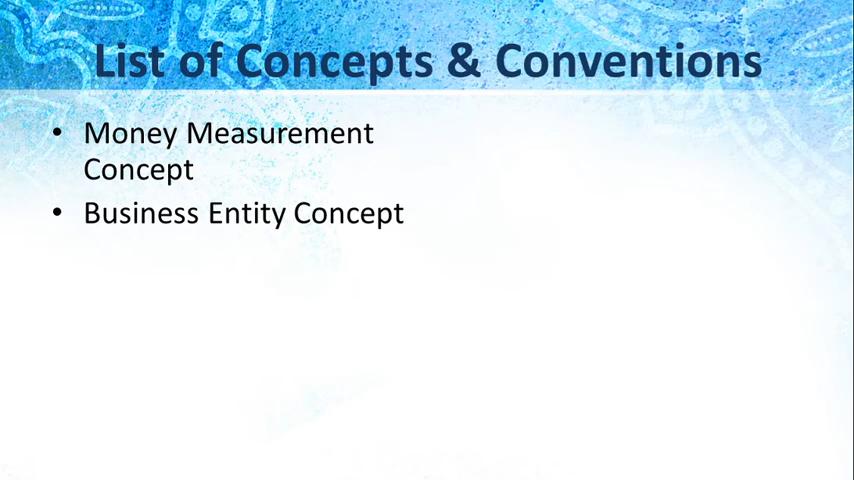 List of Concepts & Conventions
• Money Measurement
Concept
• Business Entity Concept